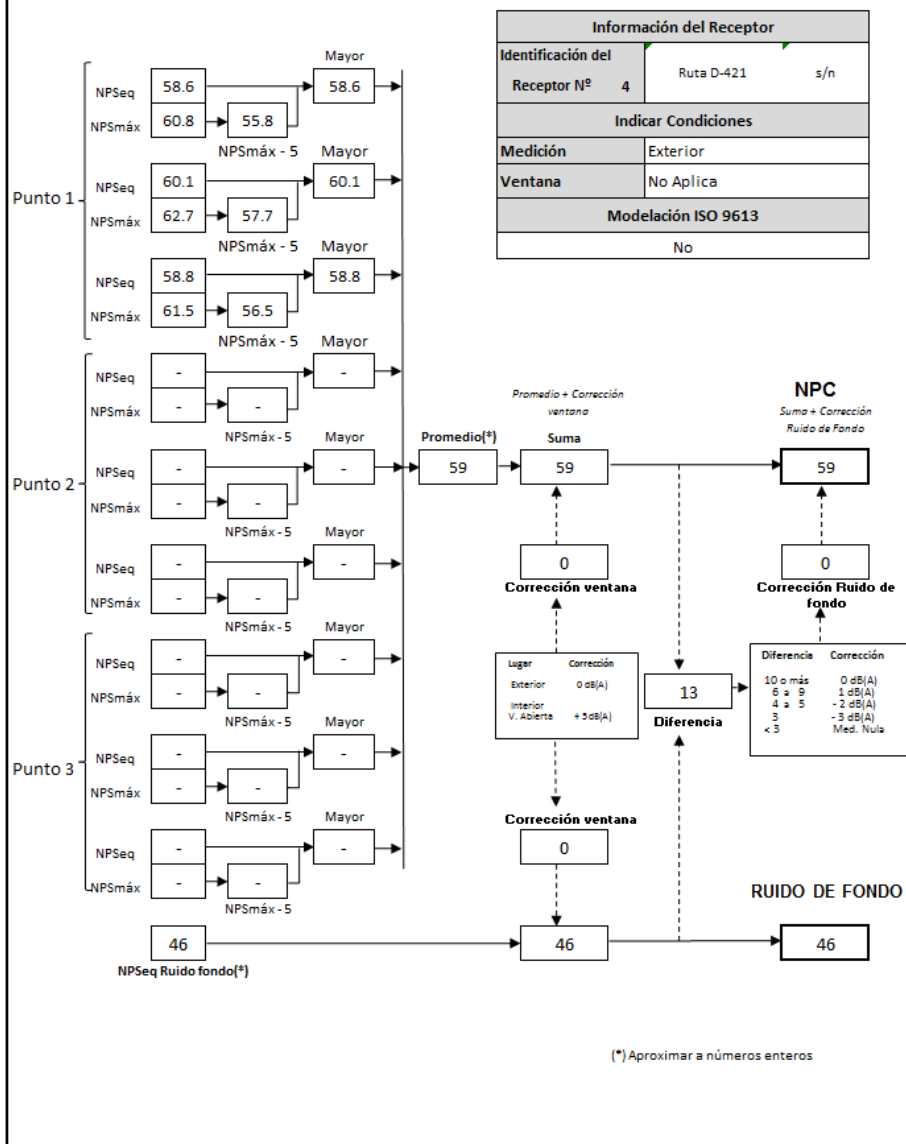 Información del Receptor
Identificación del Receptor Nº 4 Ruta D-421 s/n
Indicar Condiciones
Medición Exterior
Ventana No Aplica
Modelación ISO 9613
No
Punto 1
Mayor
NPSeq 58.6 58.6
NPSmáx 60.8 55.8
NPSmáx - 5 Mayor
NPSeq 60.1 60.1
NPSmáx 62.7 57.7
NPSmáx - 5 Mayor
NPSeq 58.8 58.8
NPSmáx 61.5 56.5
NPSmáx - 5 Mayor
Punto 2
NPSeq - -
NPSmáx - -
NPSmáx - 5 Mayor
NPSeq - -
NPSmáx - -
NPSmáx - 5 Mayor
NPSeq - -
NPSmáx - -
NPSmáx - 5 Mayor
Punto 3
NPSeq - -
NPSmáx - -
NPSmáx - 5 Mayor
NPSeq - -
NPSmáx - -
NPSmáx - 5 Mayor
NPSeq - -
NPSmáx - -
NPSmáx - 5
46
NPSeq Ruido fondo(*)
Promedio(*)
59
Promedio + Corrección
ventana
Suma
59
0
Corrección ventana
Lugar Corrección
Exterior 0 dB(A)
Interior
V. Abierta + 5 dB(A)
Corrección ventana
0
46
13
Diferencia
NPC
Suma + Corrección
Ruido de Fondo
59
0
Corrección Ruido de
fondo
Diferencia Corrección
10 o más 0 dB(A)
6 a 9 1 dB(A)
4 a 5 - 2 dB(A)
3 - 3 dB(A)
< 3 Med. Nula
RUIDO DE FONDO
46
(*) Aproximar a números enteros